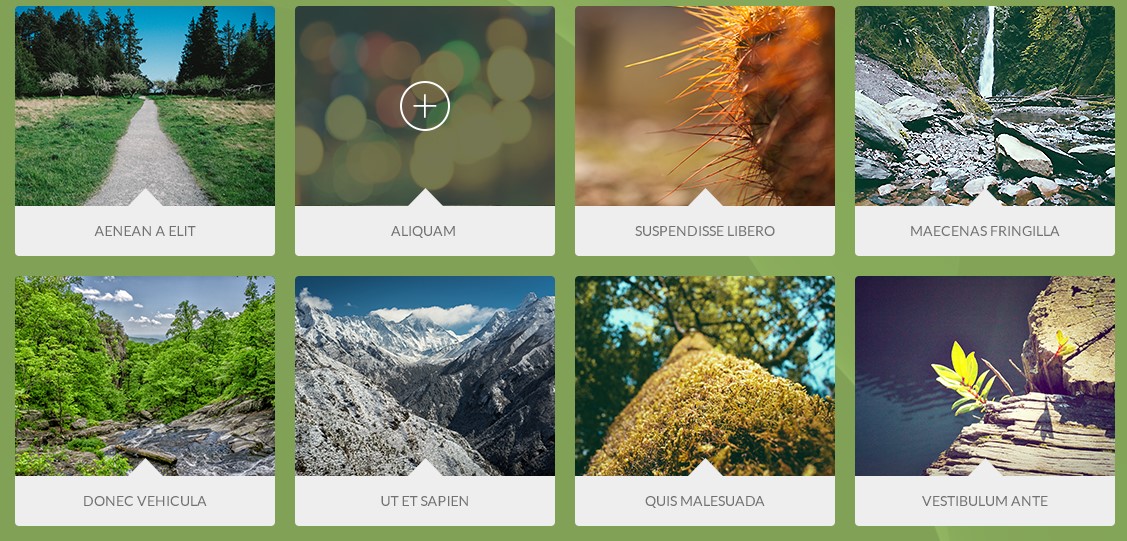 AENEAN A ELIT
ALIQUAM
SUSPENDISSE LIBERO
MAECENAS FRINGILLA
DONEC VEHICULA
UT ET SAPIEN
QUIS MALESUADA
VESTIBULUM ANTE